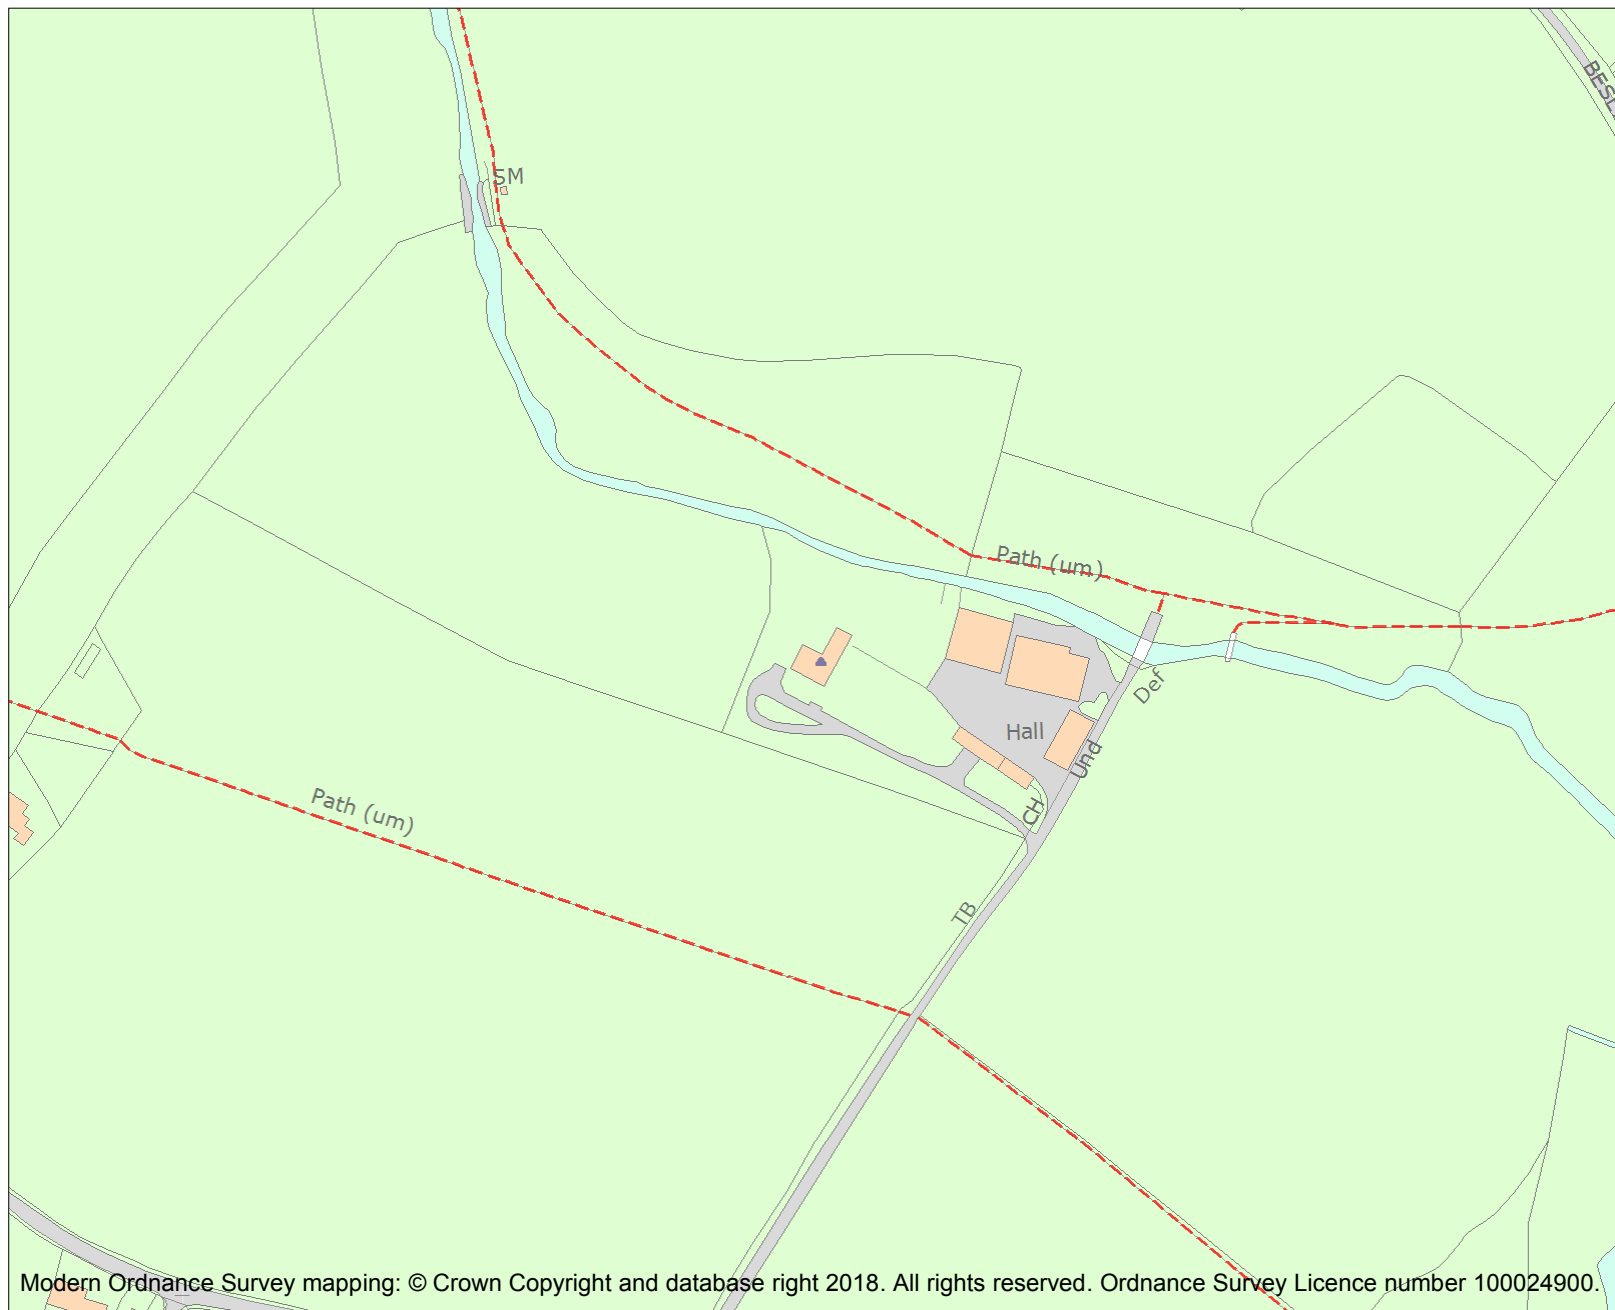 BESL
SM
Path (um)
Def
Hall
Und
CH
Path (um)
TB
Modern Ordnance Survey mapping: © Crown Copyright and database right 2018. All rights reserved. Ordnance Survey Licence number 100024900.